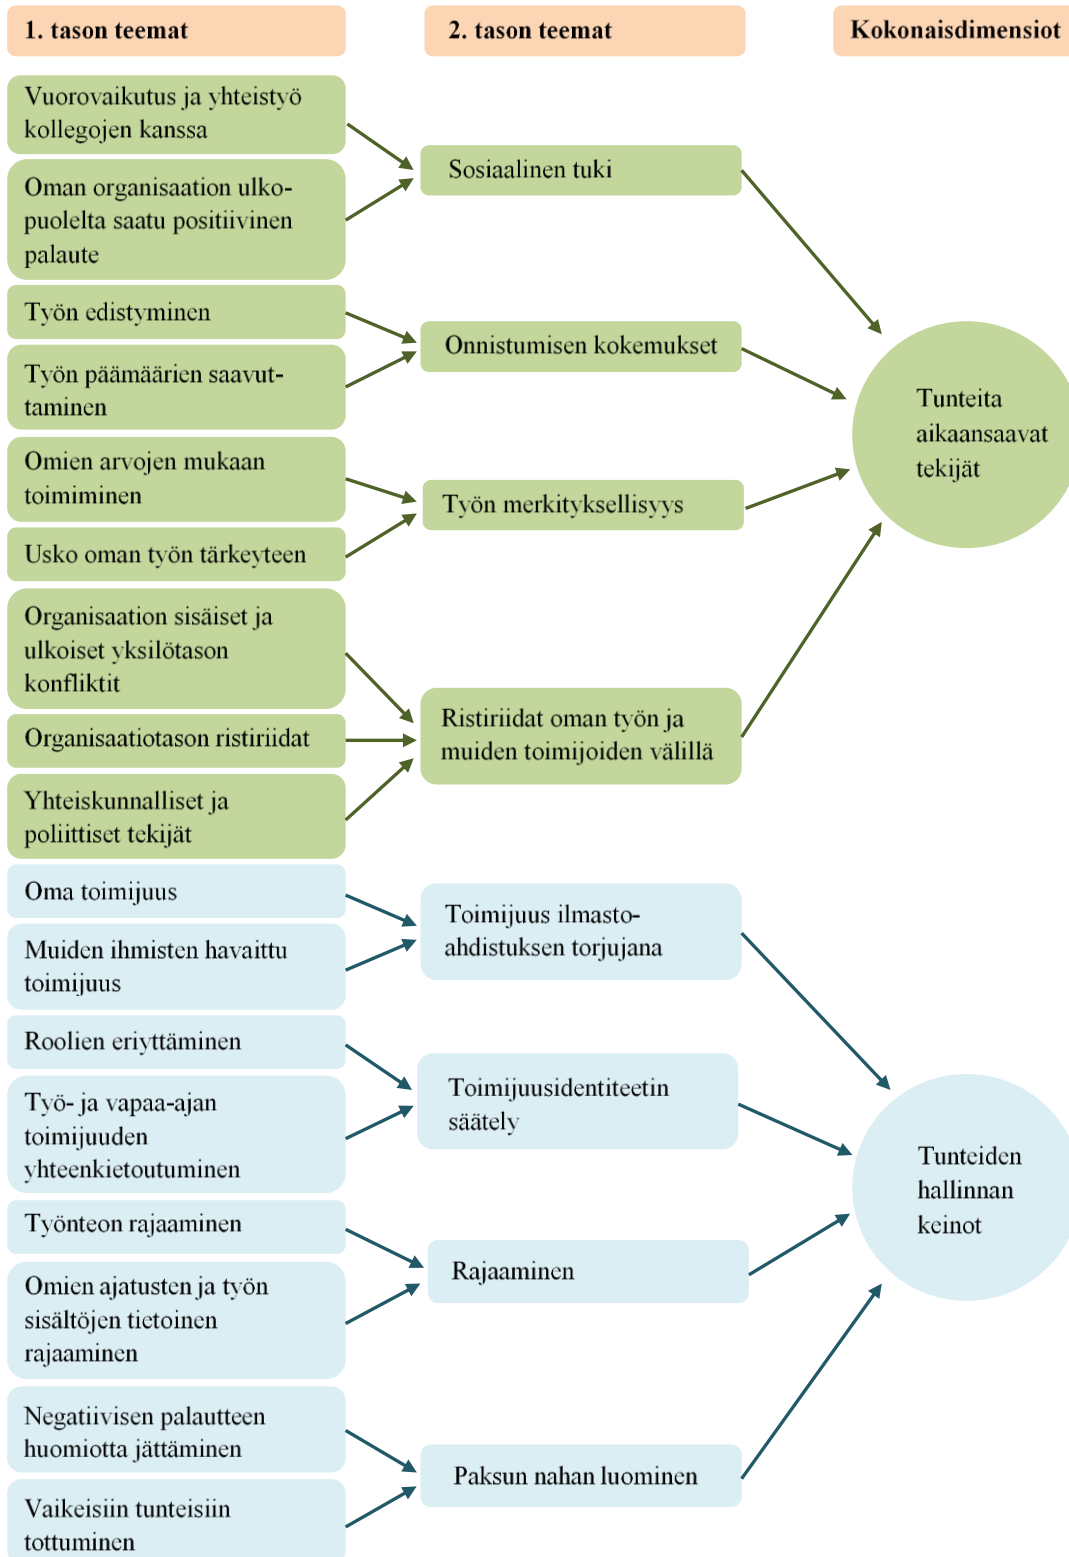 1. tason teemat
2. tason teemat
Kokonaisdimensiot
Vuorovaikutus ja yhteistyö
kollegojen kanssa
Oman organisaation ulko-
puolelta saatu positiivinen
palaute
Sosiaalinen tuki
Työn edistyminen
Työn päämäärien saavut-
taminen
Onnistumisen kokemukset
Omien arvojen mukaan
toimiminen
Usko oman työn tärkeyteen
Työn merkityksellisyys
Organisaation sisäiset ja
ulkoiset yksilötason
konfliktit
Organisaatiotason ristiriidat
Yhteiskunnalliset ja
poliittiset tekijät
Ristiriidat oman työn ja
muiden toimijoiden välillä
Tunteita
aikaansaavat
tekijät
Oma toimijuus
Muiden ihmisten havaittu
toimijuus
Toimijuus ilmasto-
ahdistuksen torjujana
Roolien eriyttäminen
Työ- ja vapaa-ajan
toimijuuden
yhteenkietoutuminen
Toimijuusidentiteetin
säätely
Työnteon rajaaminen
Omien ajatusten ja työn
sisältöjen tietoinen
rajaaminen
Rajaaminen
Negatiivisen palautteen
huomiotta jättäminen
Vaikeisiin tunteisiin
tottuminen
Paksun nahan luominen
Tunteiden
hallinnan
keinot